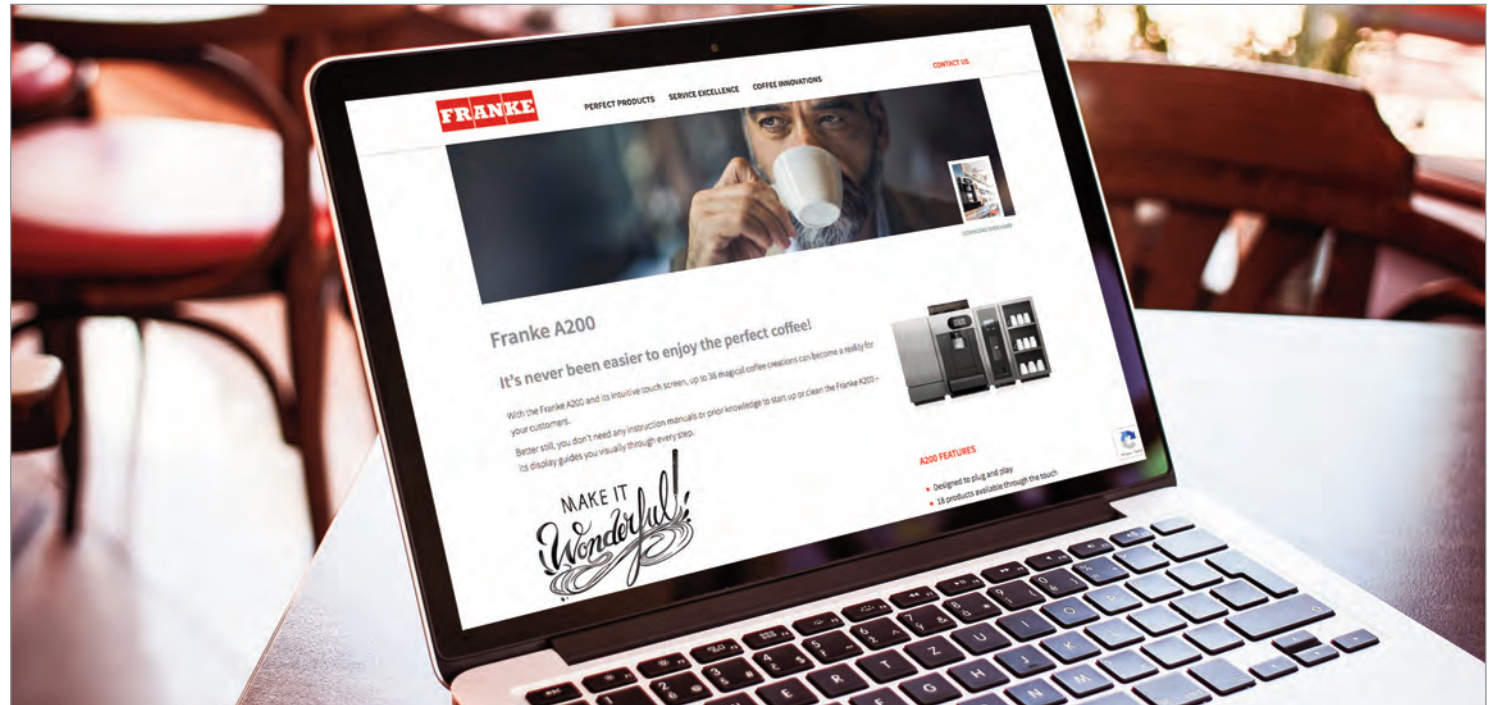 FRANKE
PERFECT PRODUCTS
SERVICE EXCELLENCE
COFFEE INNOVATIONS
CONTACT US
DOWNLOAD BROCHURE
Franke A200
It's never been easier to enjoy the perfect coffee!
With the Franke A200 and its intuitive touch screen, up to 36 magical coffee creations can become a reality for
your customers.
Better still, you don't need any instruction manuals or prior knowledge to start up or clean the Franke A200 –
its display guides you visually through every step.
MAKE IT
Wonderful
A200 FEATURES
Designed to plug and play
18 products available through the touch
E
R
T
Z
U
I
O
P
F
G
H
J
K
L
N
M